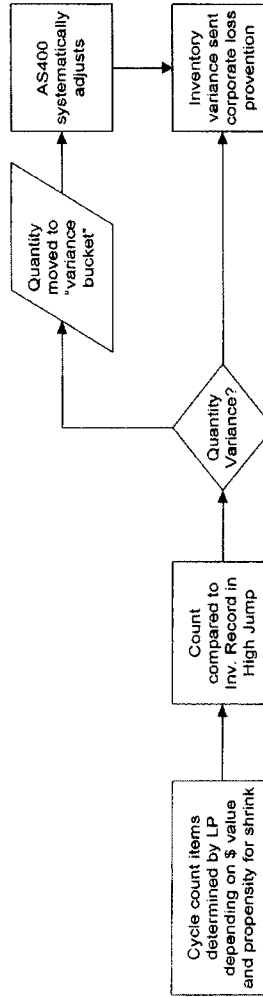 Cycle count items
determined by LP
depending on $ value
and propensity for shrink
Count
compared to
Inv. Record in
High Jump
Quantity
Variance?
Quantity
moved to
"variance
bucket"
AS400
systematically
adjusts
Inventory
variance sent
corporate loss
provention